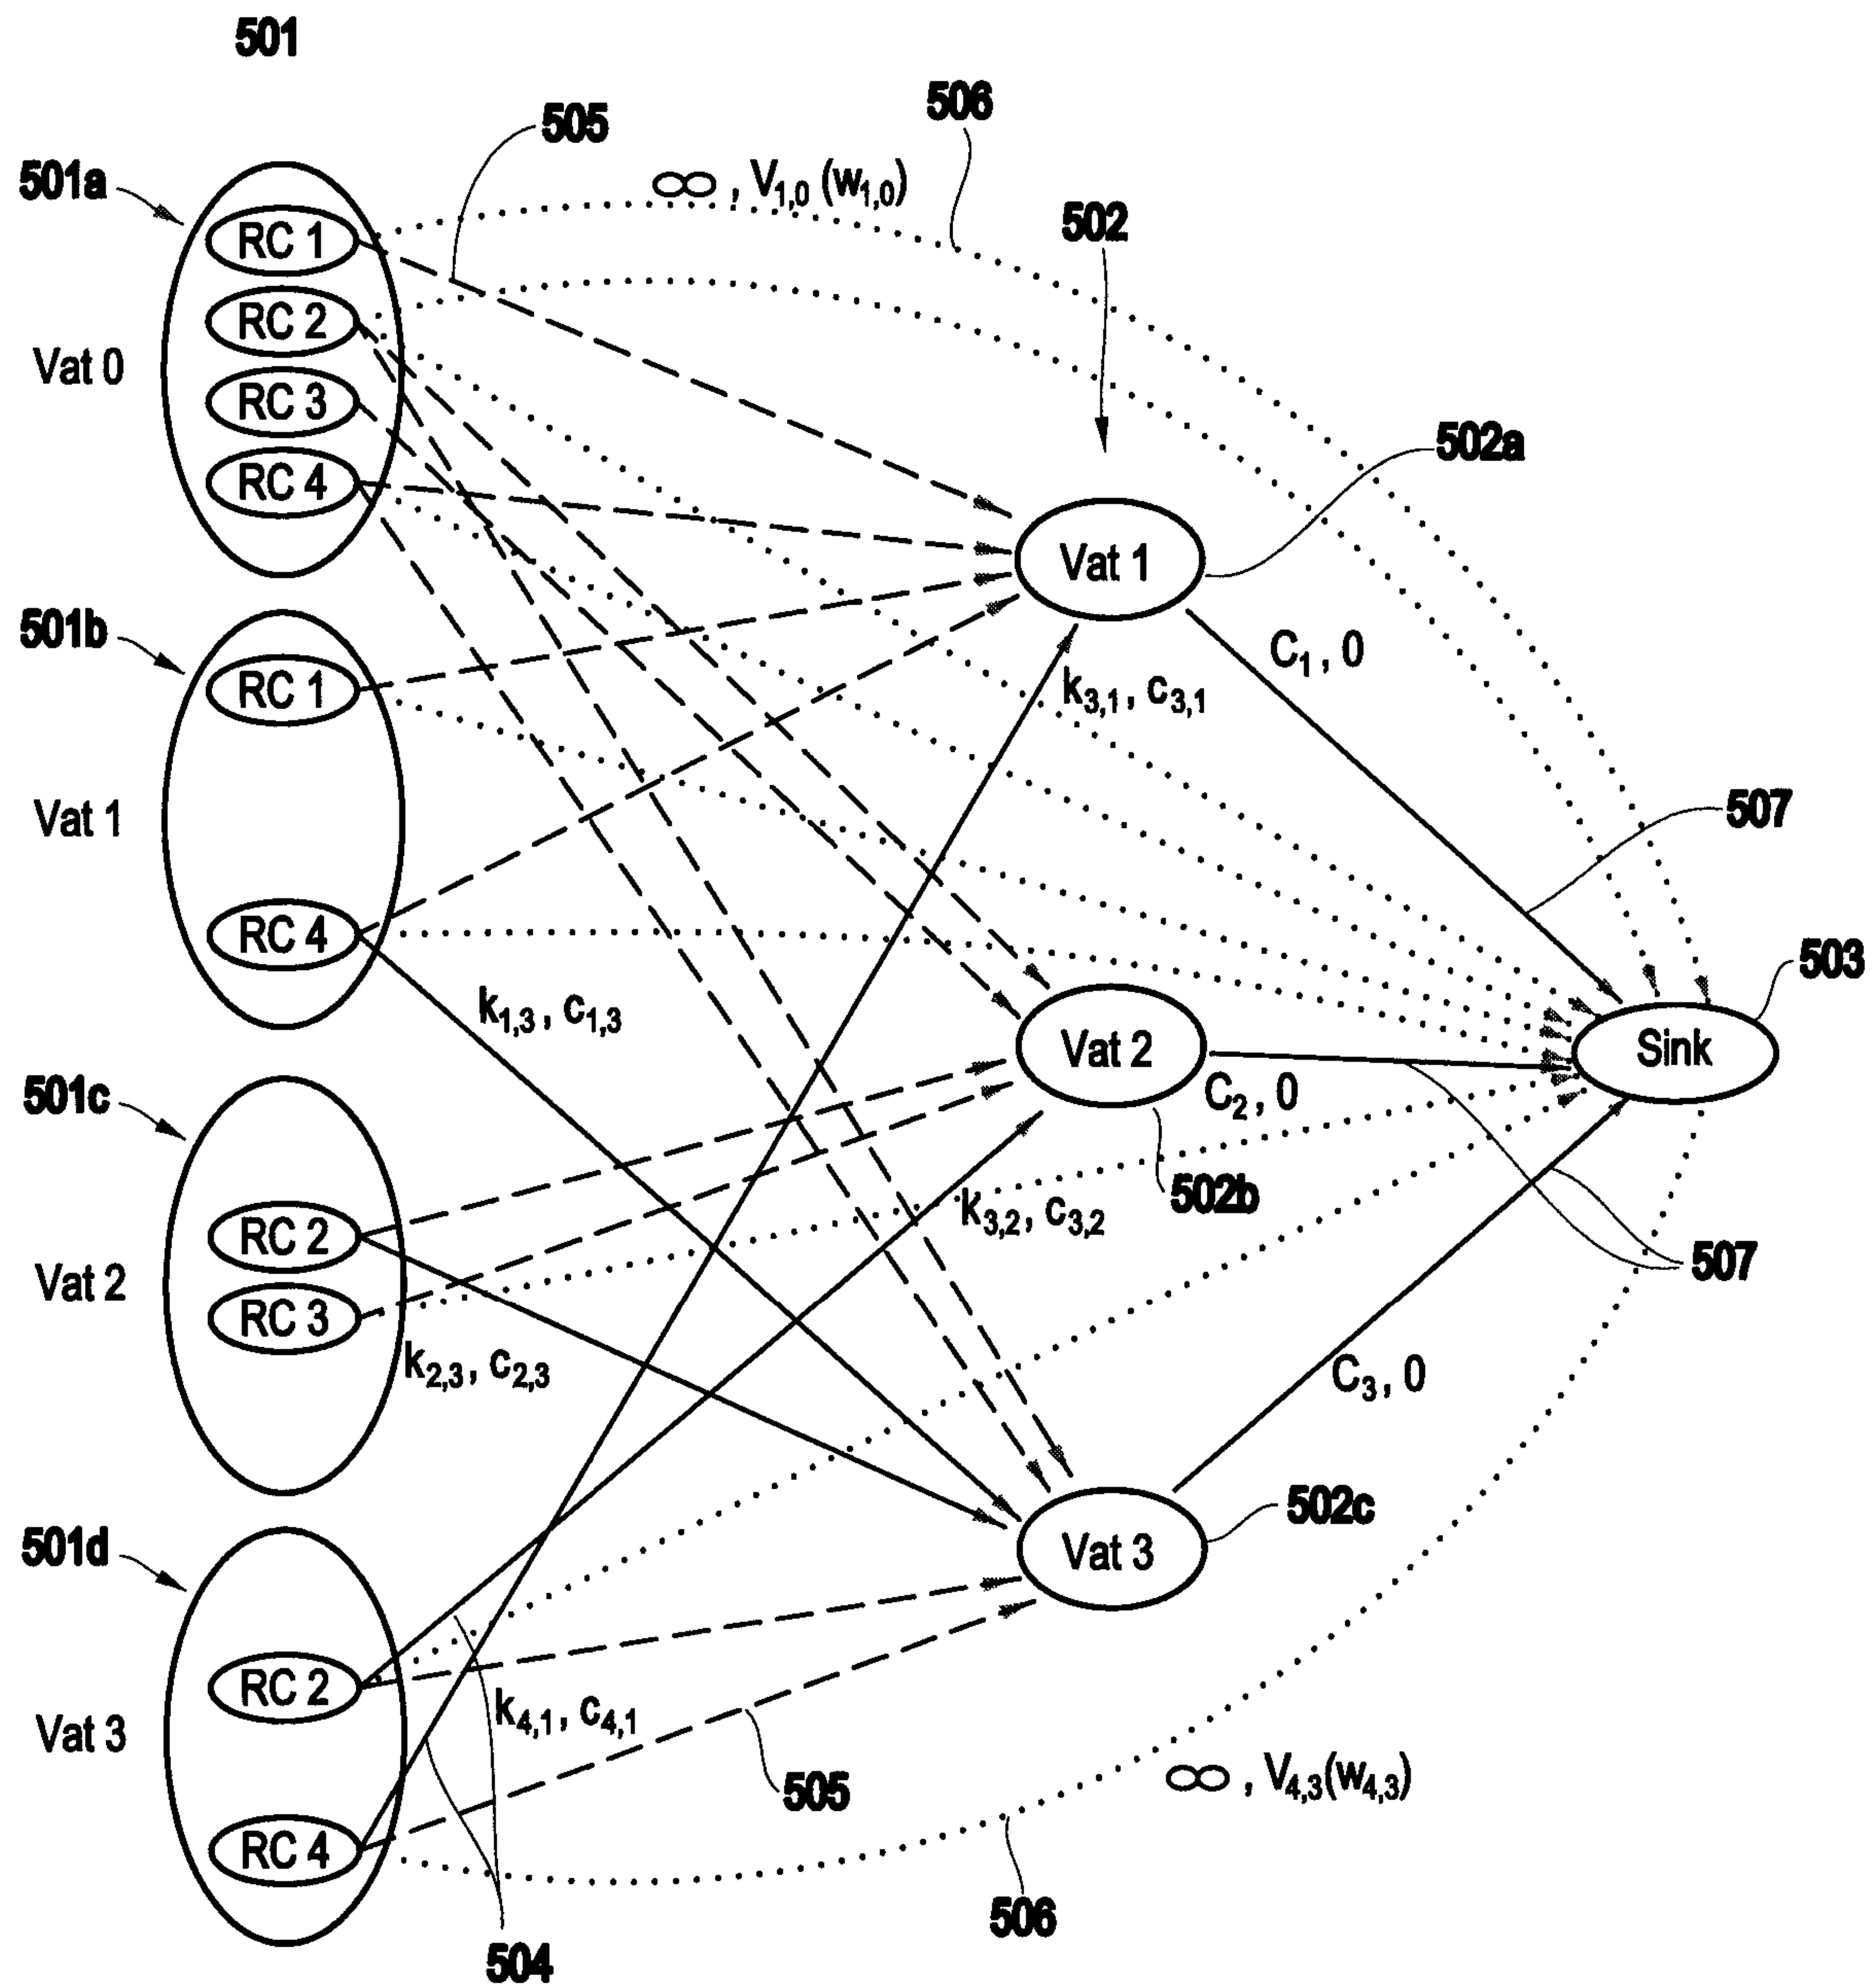 501
505
506
501a
∞, V1,0 (w1,0)
RC 1
502
RC 2
Vat 0
RC 3
502a
RC 4
Vat 1
501b
C1, 0
RC 1
k3,1, c3,1
507
Vat 1
RC 4
503
k1,3, c1,3
Vat 2
Sink
501c
C2, 0
502b
RC 2
k3,2, c3,2
507
Vat 2
RC 3
k2,3, c2,3
C3, 0
502c
501d
Vat 3
RC 2
k4,1, c4,1
Vat 3
505
∞, V4,3(w4,3)
RC 4
506
504